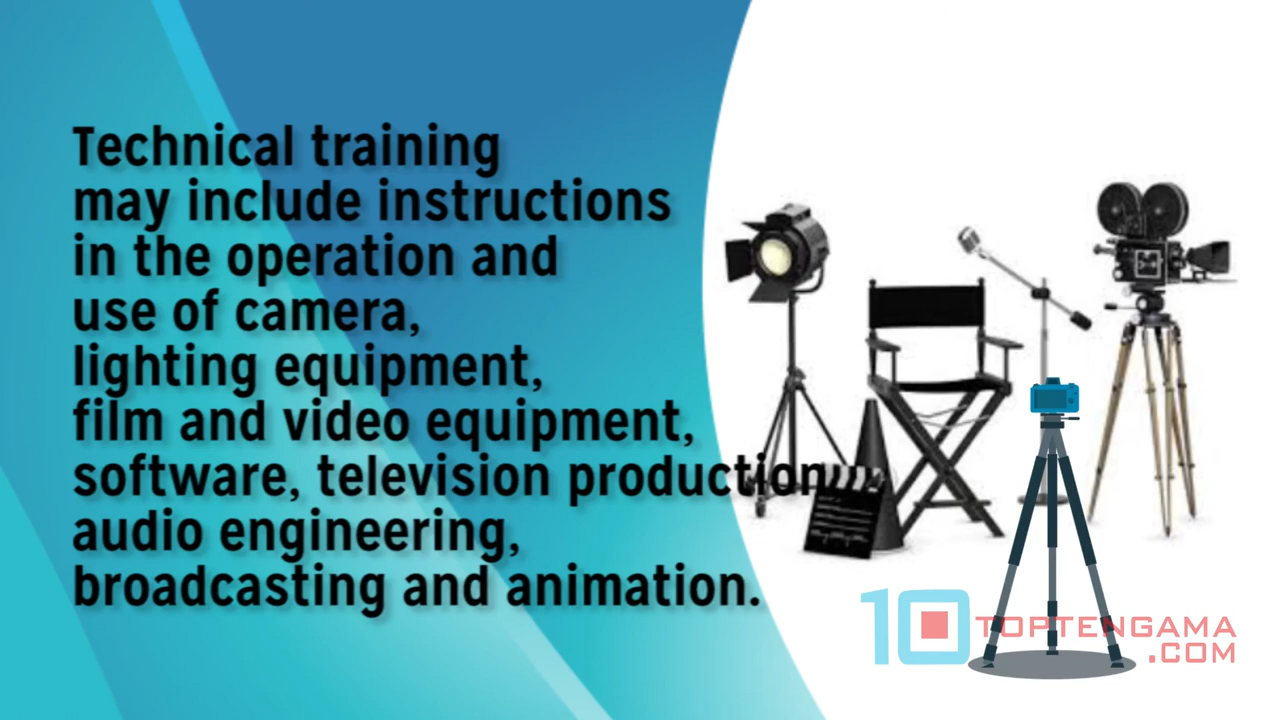 Technical training
may include instructions
in the operation and
use of camera,
lighting equipment,
film and video equipment,
software, television production
audio engineering,
broadcasting and animation.
10 TOPTENGAMA
.COM